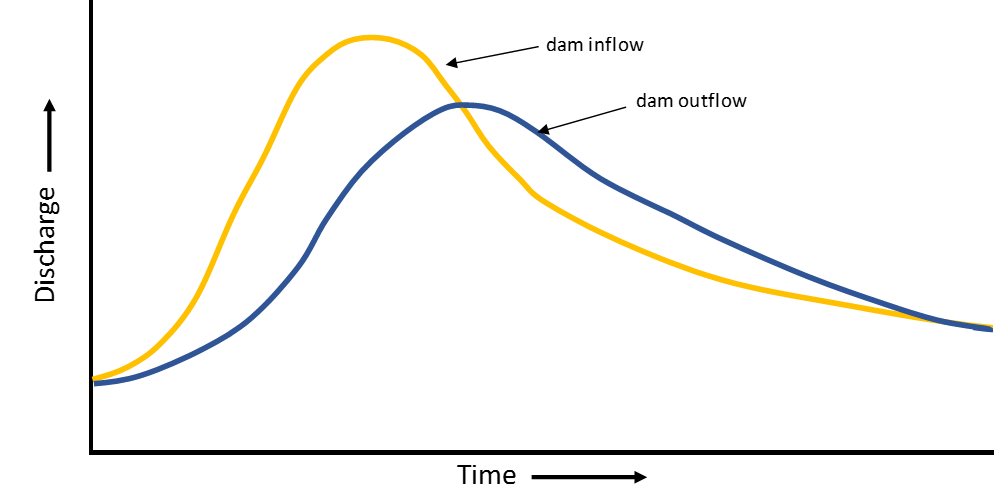 dam inflow
dam outflow
Discharge
Time